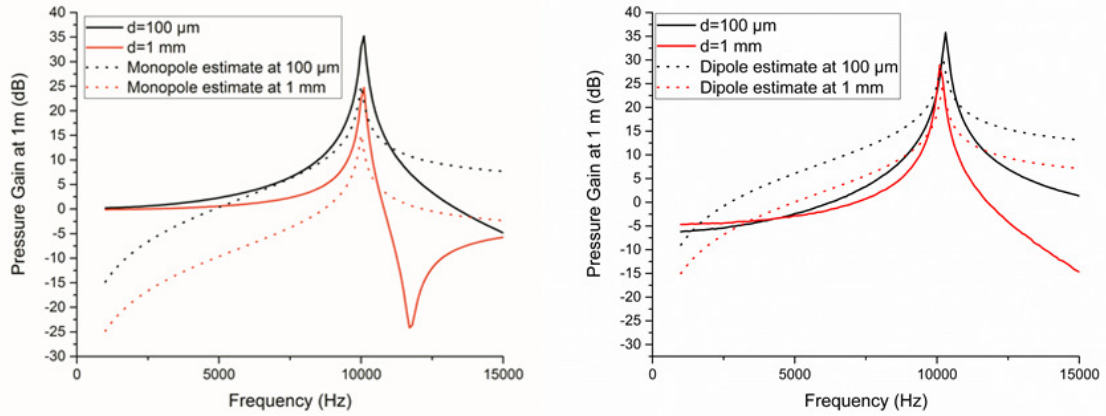 Pressure Gain at 1m (dB)
40
35
30
25
20
15
10
5
0
-5
-10
-15
-20
-25
-30
d=100 µm
d=1 mm
Monopole estimate at 100 µm
Monopole estimate at 1 mm
0 5000 10000 15000
Frequency (Hz)
Pressure Gain at 1 m (dB)
40
35
30
25
20
15
10
5
0
-5
-10
-15
-20
-25
-30
d=100 µm
d=1 mm
Dipole estimate at 100 µm
Dipole estimate at 1 mm
0 5000 10000 15000
Frequency (Hz)